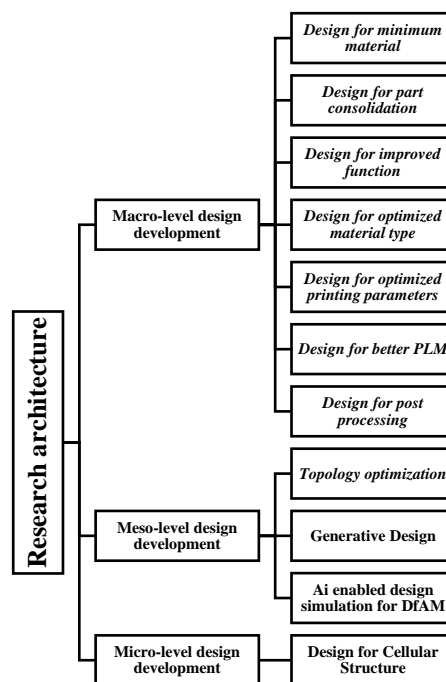 Research architecture
Macro-level design
development
Design for minimum
material
Design for part
consolidation
Design for improved
function
Design for optimized
material type
Design for optimized
printing parameters
Design for better PLM
Design for post
processing
Meso-level design
development
Topology optimization
Generative Design
Ai enabled design
simulation for DfAM
Micro-level design
development
Design for Cellular
Structure